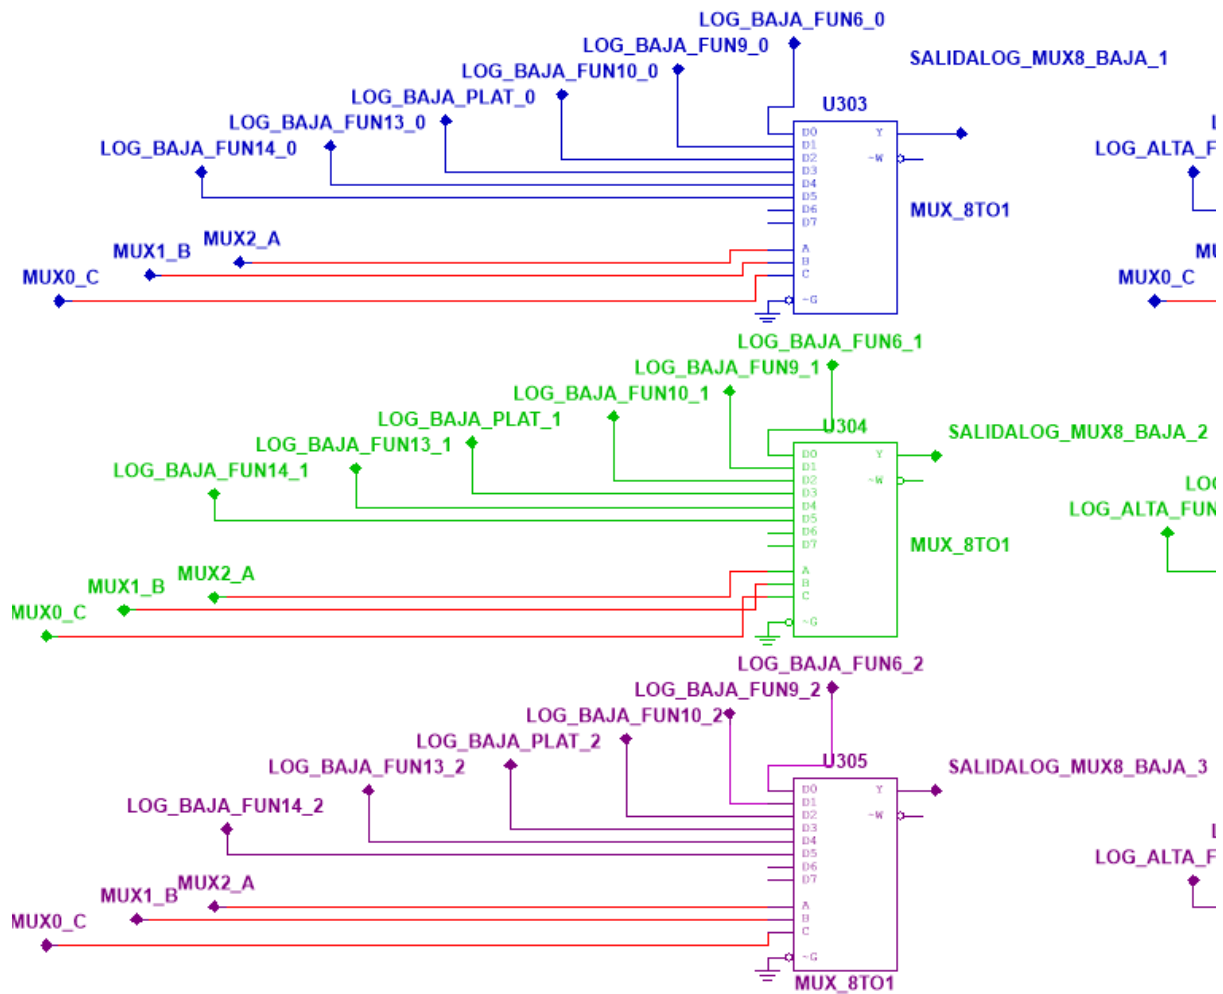 LOG_BAJA_FUN6_0
LOG_BAJA_FUN9_0
SALIDALOG_MUX8_BAJA_1
LOG_BAJA_FUN10_0
LOG_BAJA_PLAT_0
U303
LOG_BAJA_FUN13_0
LOG_BAJA_FUN14_0
D0
D1
D2
D3
D4
D5
D6
D7
A
B
C
~G
Y
~W
MUX_8TO1
MUX2_A
MUX1_B
MUX0_C
LOG_ALTA_F
MUX0_C
LOG_BAJA_FUN6_1
LOG_BAJA_FUN9_1
LOG_BAJA_FUN10_1
LOG_BAJA_PLAT_1
U304
SALIDALOG_MUX8_BAJA_2
LOG_BAJA_FUN13_1
LOG_BAJA_FUN14_1
D0
D1
D2
D3
D4
D5
D6
D7
A
B
C
~G
Y
~W
MUX_8TO1
MUX2_A
MUX1_B
MUX0_C
LOG_ALTA_FUN
LOG_BAJA_FUN6_2
LOG_BAJA_FUN9_2
LOG_BAJA_FUN10_2
LOG_BAJA_PLAT_2
U305
SALIDALOG_MUX8_BAJA_3
LOG_BAJA_FUN13_2
LOG_BAJA_FUN14_2
D0
D1
D2
D3
D4
D5
D6
D7
A
B
C
~G
Y
~W
MUX2_A
MUX1_B
MUX0_C
MUX_8TO1
LOG_ALTA_F